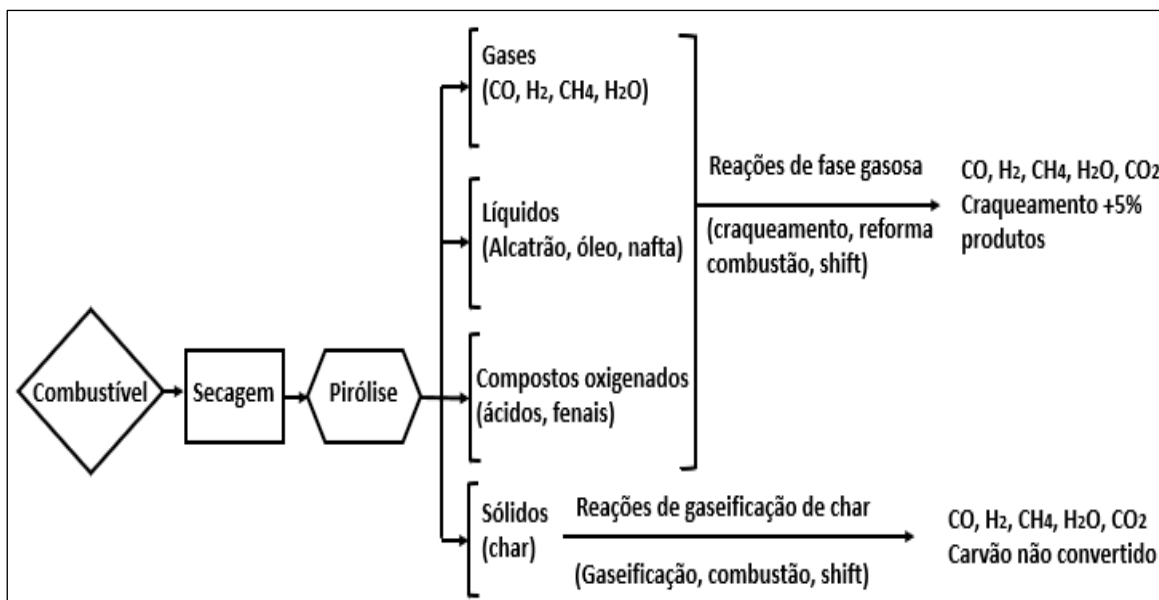 Combustível
Secagem
Pirólise
Gases
(CO, H₂, CH₄, H₂O)
Líquidos
(Alcatrão, óleo, nafta)
Compostos oxigenados
(ácidos, fenais)
Sólidos
(char)
Reações de fase gasosa
(craqueamento, reforma
combustão, shift)
CO, H₂, CH₄, H₂O, CO₂
Craqueamento +5%
produtos
Reações de gaseificação de char
(Gaseificação, combustão, shift)
CO, H₂, CH₄, H₂O, CO₂
Carvão não convertido